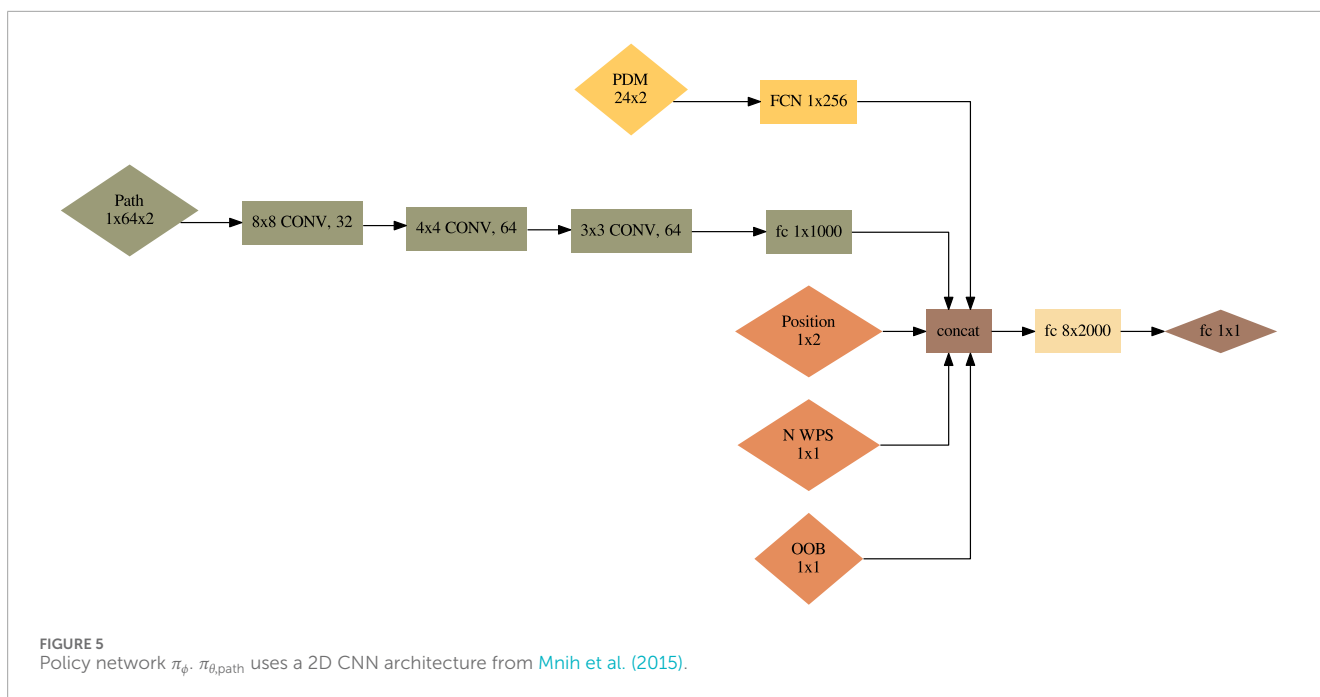 PDM
24x2
FCN 1x256
Path
1x64x2
8x8 CONV, 32
4x4 CONV, 64
3x3 CONV, 64
fc 1x1000
Position
1x2
concat
fc 8x2000
fc 1x1
N WPS
1x1
OOB
1x1
FIGURE 5
Policy network πϕ. πθ,path uses a 2D CNN architecture from Mnih et al. (2015).